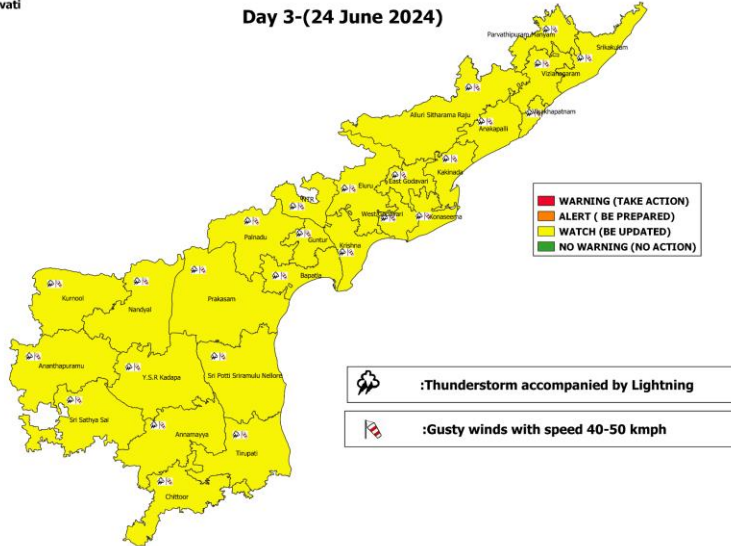 vati
Day 3-(24 June 2024)
Parvathipuram Manyam
Srikakulam
Vizianagaram
Alluri Sitharama Raju
Visakhapatnam
Anakapalli
Kakinada
East Godavari
Eluru
NTR
West Godavari
Konaseema
Palnadu
Guntur
Krishna
Bapatla
Kurnool
Nandyal
Prakasam
Ananthapuramu
Y.S.R Kadapa
Sri Potti Sriramulu Nellore
Sri Sathya Sai
Annamayya
Tirupati
Chittoor
WARNING (TAKE ACTION)
ALERT ( BE PREPARED)
WATCH (BE UPDATED)
NO WARNING (NO ACTION)
:Thunderstorm accompanied by Lightning
:Gusty winds with speed 40-50 kmph